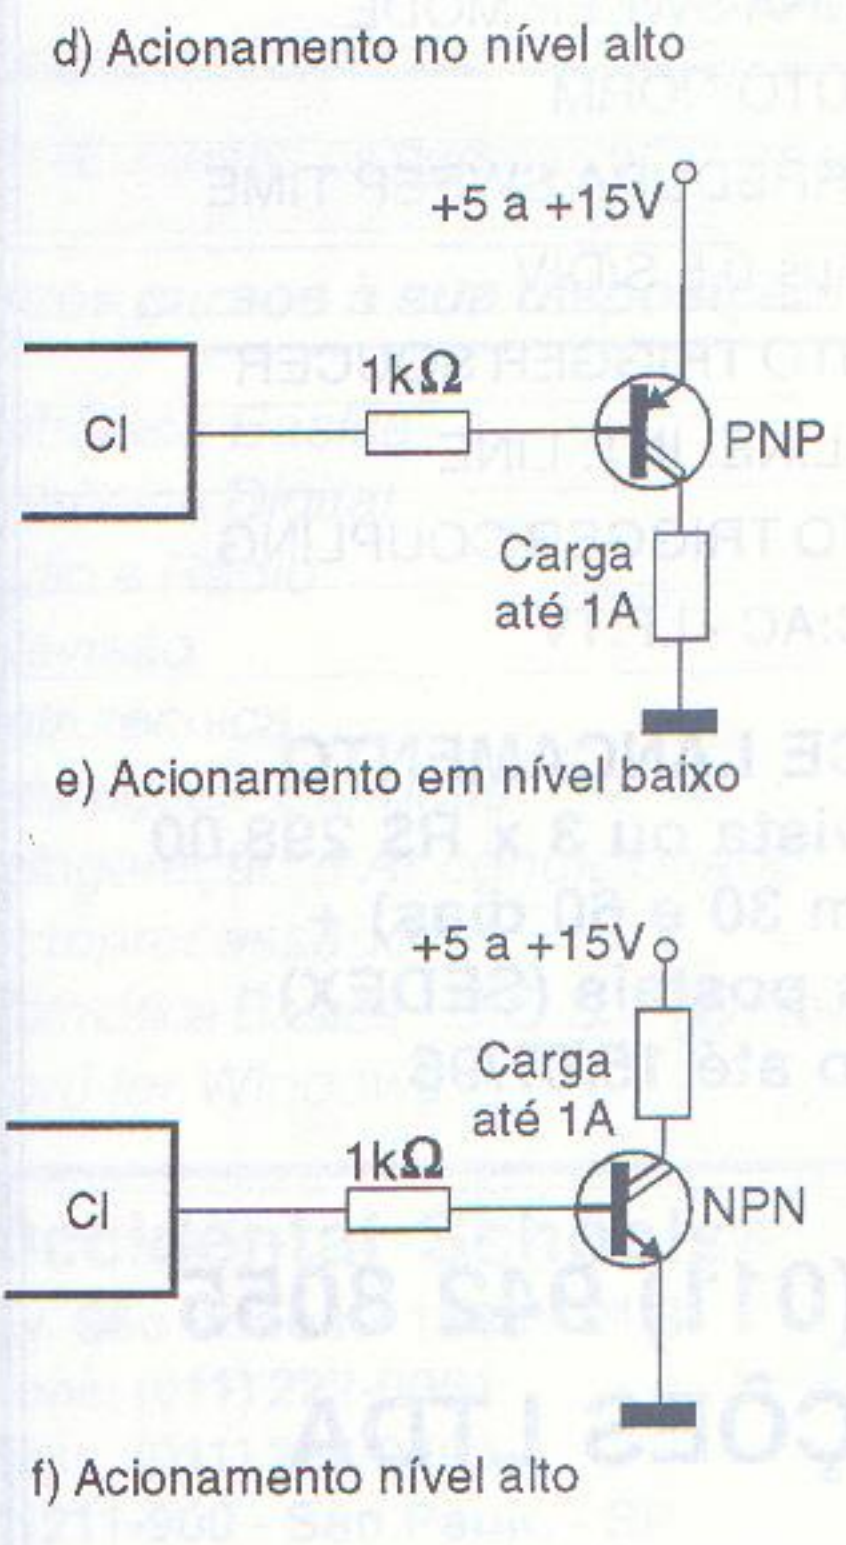 d) Acionamento no nível alto
+5 a +15V
1kΩ
CI
PNP
Carga
até 1A
e) Acionamento em nível baixo
+5 a +15V
Carga
até 1A
1kΩ
CI
NPN
f) Acionamento nível alto